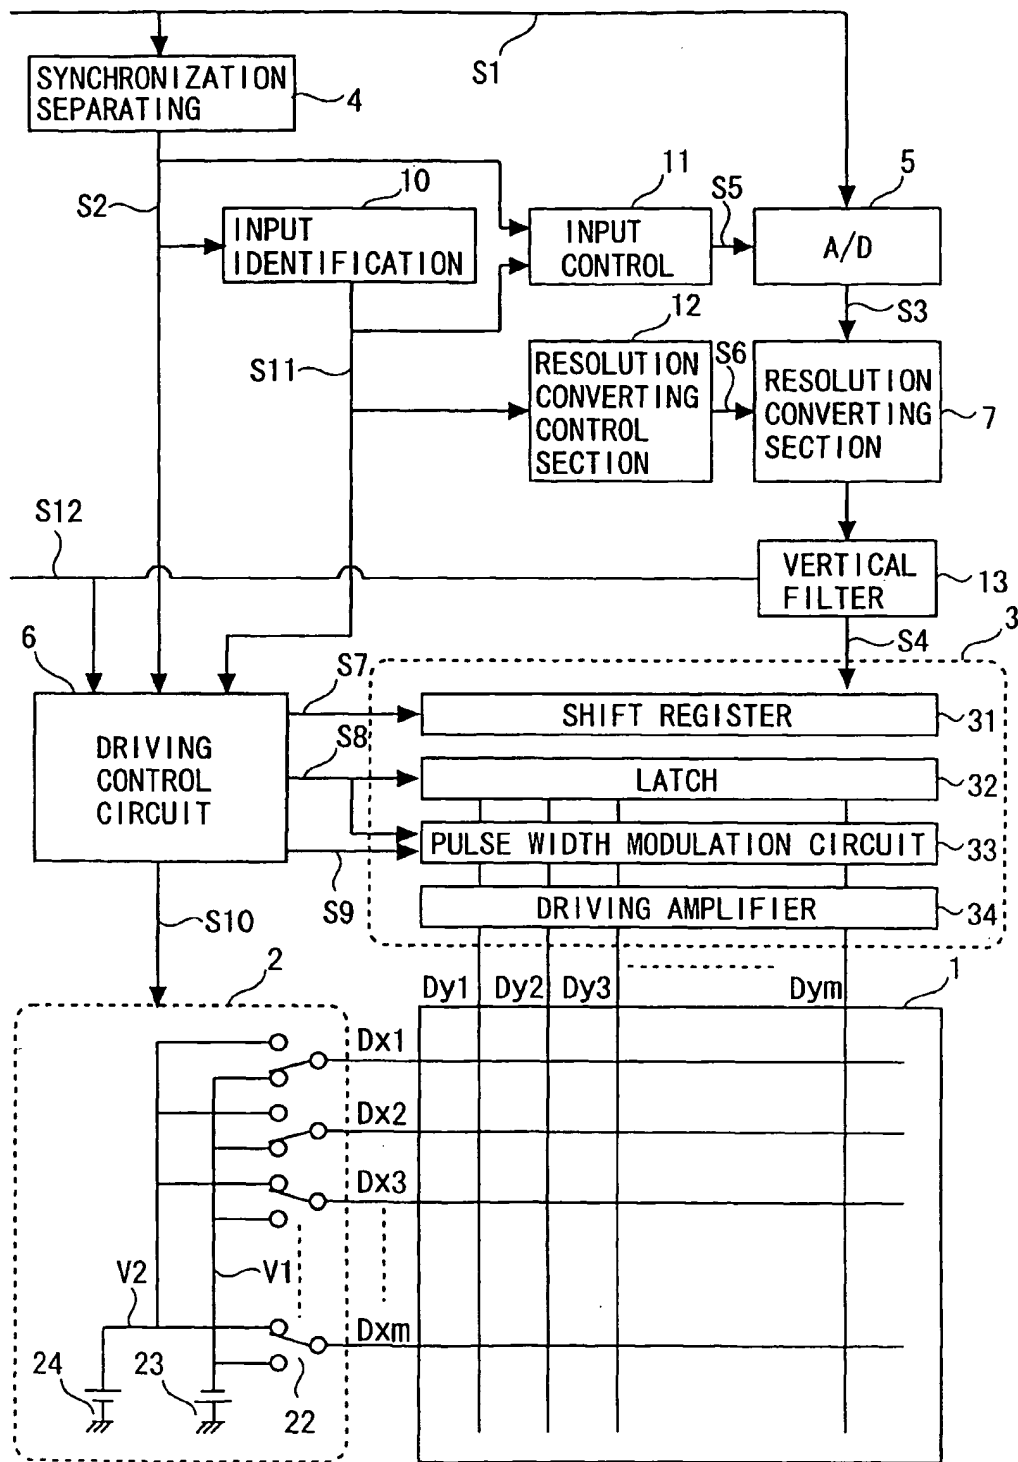 S1
SYNCHRONIZATION
SEPARATING
4
S2
10
INPUT
IDENTIFICATION
11
INPUT
CONTROL
S5
5
A/D
S3
S11
12
RESOLUTION
CONVERTING
CONTROL
SECTION
S6
RESOLUTION
CONVERTING
SECTION
7
S12
VERTICAL
FILTER
13
S4
3
6
DRIVING
CONTROL
CIRCUIT
S7
SHIFT REGISTER
31
S8
LATCH
32
PULSE WIDTH MODULATION CIRCUIT
33
S9
DRIVING AMPLIFIER
34
S10
2
Dy1
Dy2
Dy3
Dym
1
Dx1
Dx2
Dx3
V2
V1
Dxm
24
23
22